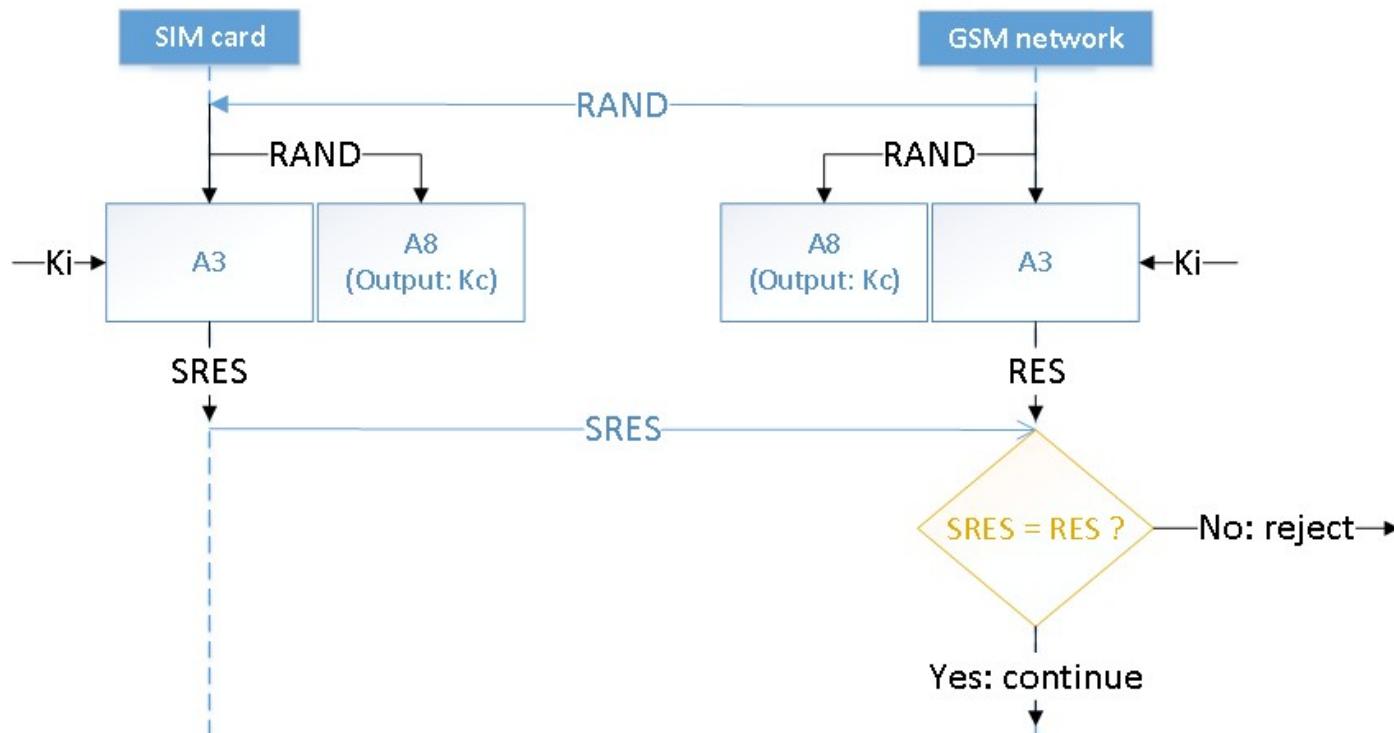 SIM card
GSM network
RAND
RAND
RAND
Ki
A3
A8
(Output: Kc)
A8
(Output: Kc)
A3
Ki
SRES
RES
SRES
SRES = RES ?
No: reject
Yes: continue